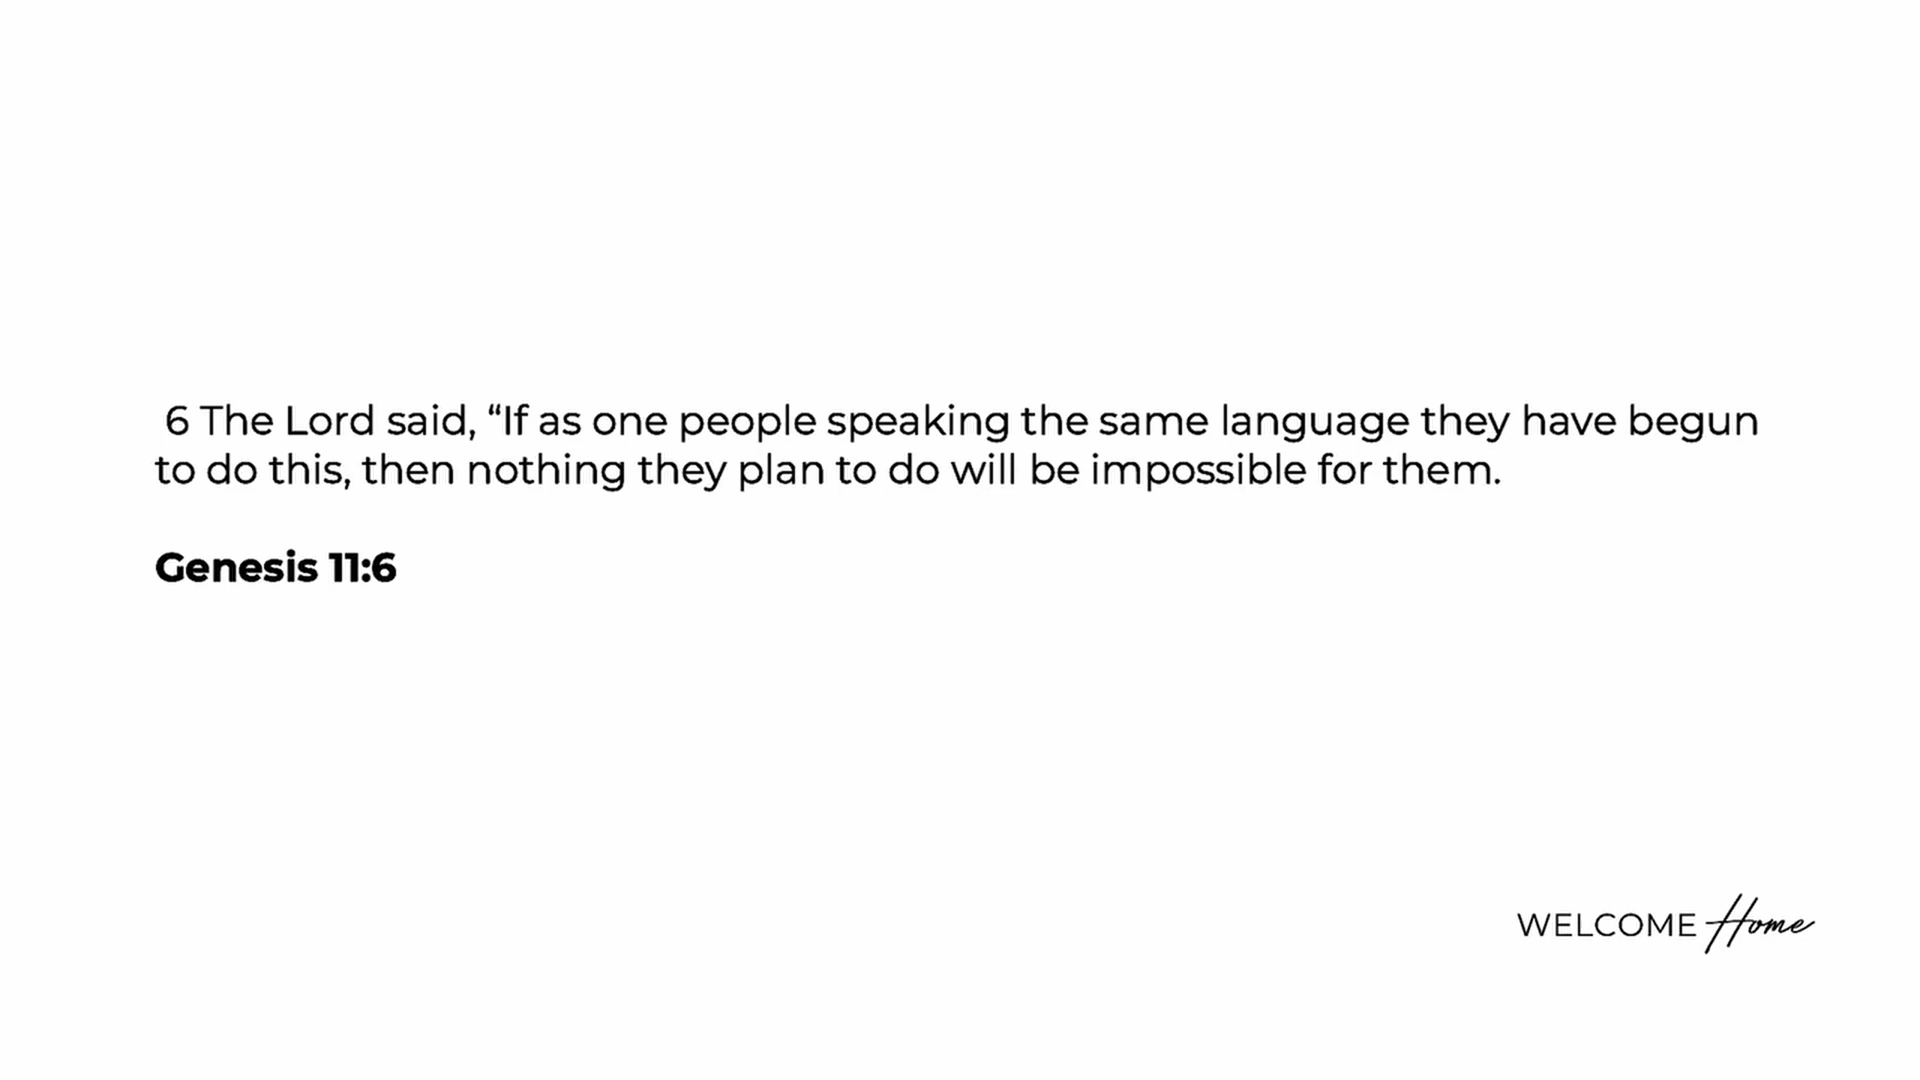 6 The Lord said, “If as one people speaking the same language they have begun
to do this, then nothing they plan to do will be impossible for them.
Genesis 11:6
WELCOME Home